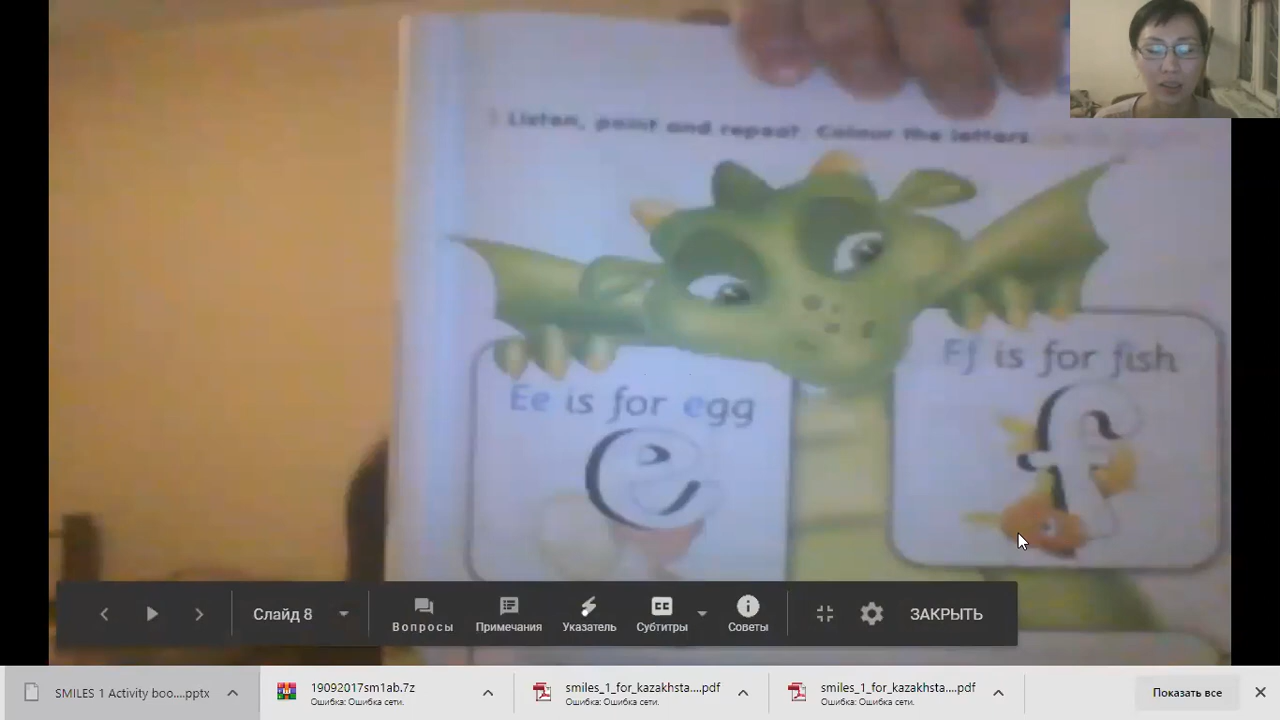 Listen, point and repeat. Colour the letters.
Ee is for egg
e
Ff is for fish
f
Слайд 8
Вопросы
Примечания
Указатель
CC
Субтитры
Советы
ЗАКРЫТЬ
SMILES 1 Activity boo....pptx
19092017sm1ab.7z
Ошибка: Ошибка сети.
smiles_1_for_kazakhsta....pdf
Ошибка: Ошибка сети.
smiles_1_for_kazakhsta....pdf
Ошибка: Ошибка сети.
Показать все